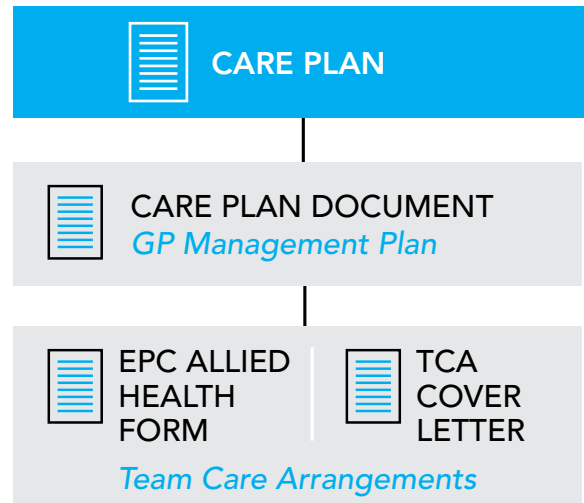 CARE PLAN
CARE PLAN DOCUMENT
GP Management Plan
EPC ALLIED
HEALTH
FORM
TCA
COVER
LETTER
Team Care Arrangements